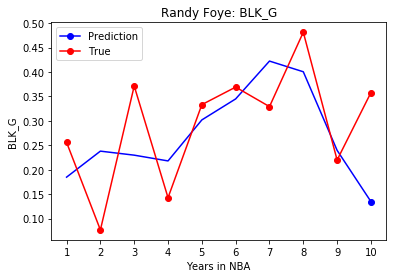 Randy Foye: BLK_G
Prediction
True
BLK_G
0.50
0.45
0.40
0.35
0.30
0.25
0.20
0.15
0.10
1 2 3 4 5 6 7 8 9 10
Years in NBA